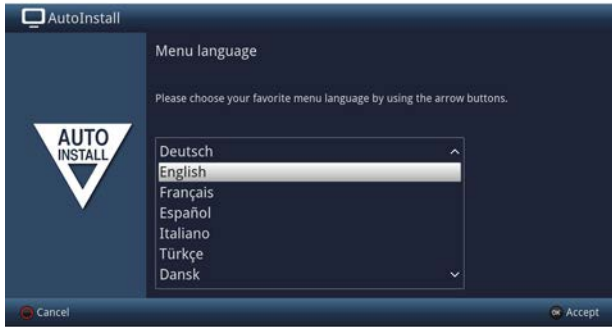 AutoInstall
Menu language
Please choose your favorite menu language by using the arrow buttons.
AUTO
INSTALL
Deutsch
English
Français
Español
Italiano
Türkçe
Dansk
Cancel
OK Accept